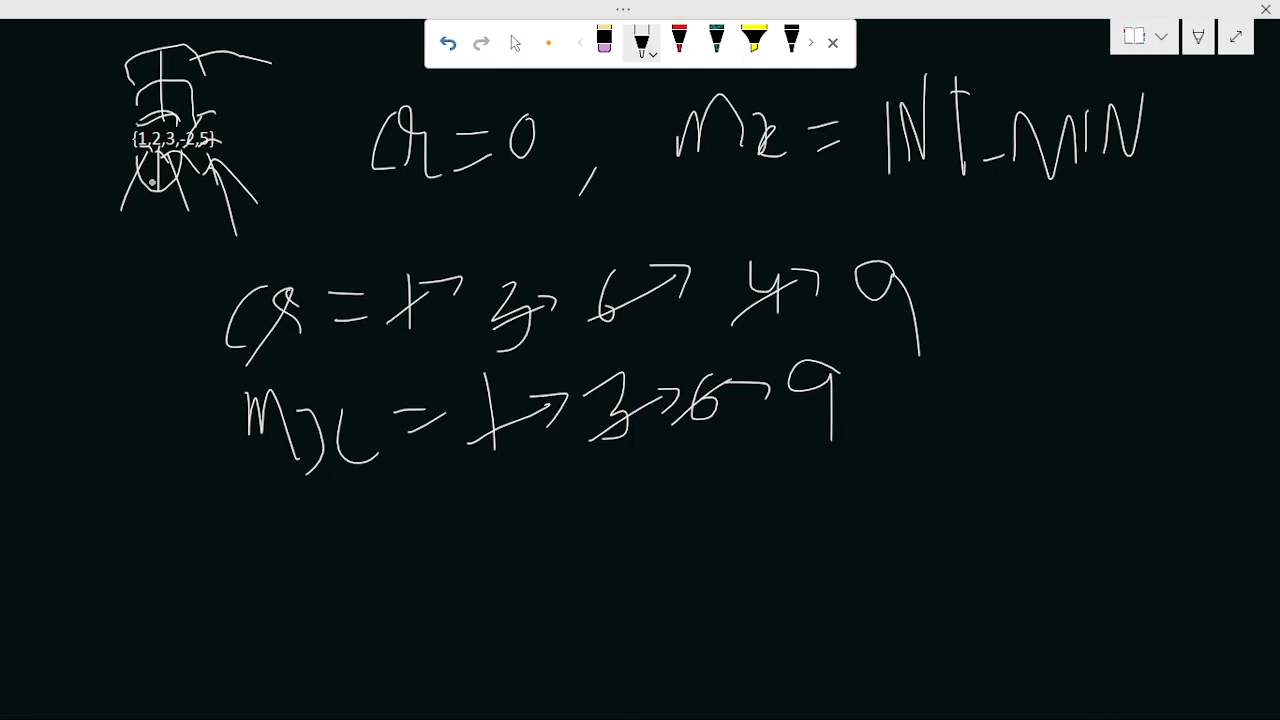 {1,2,3,-2,5}
cr=0, mx = INT_MIN
cr = 1 → 3 → 6 → 4 → 9
mx = 1 → 3 → 6 → 9